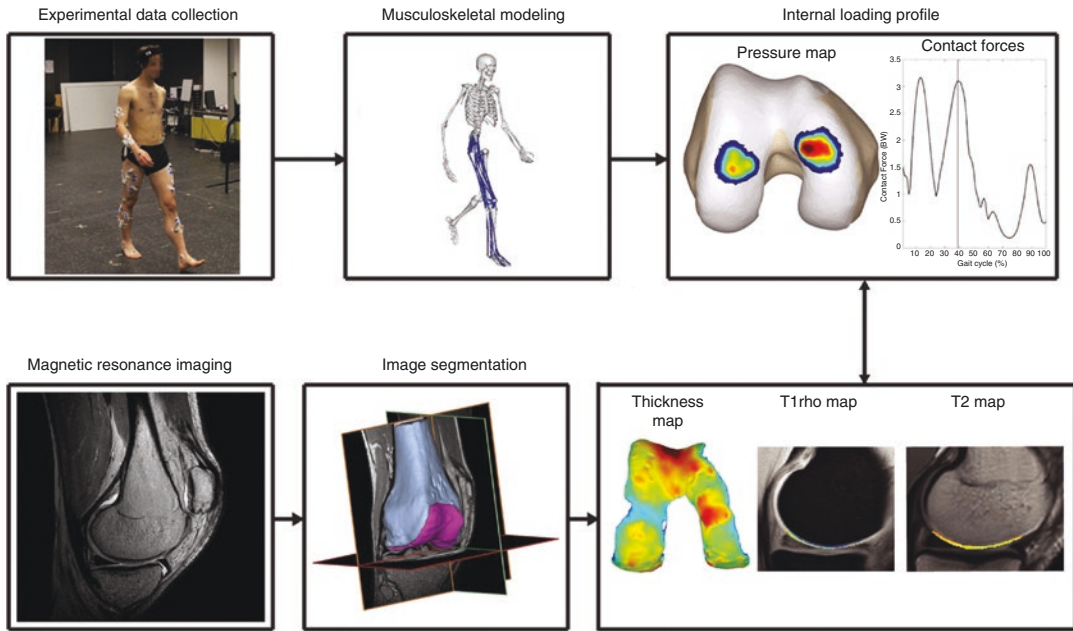 Experimental data collection
Musculoskeletal modeling
Internal loading profile
Pressure map
Contact forces
3.5
3
2.5
2
1.5
1
0.5
0
Contact Force (BW)
10 20 30 40 50 60 70 80 90 100
Gait cycle (%)
Magnetic resonance imaging
Image segmentation
Thickness
map
T1rho map
T2 map